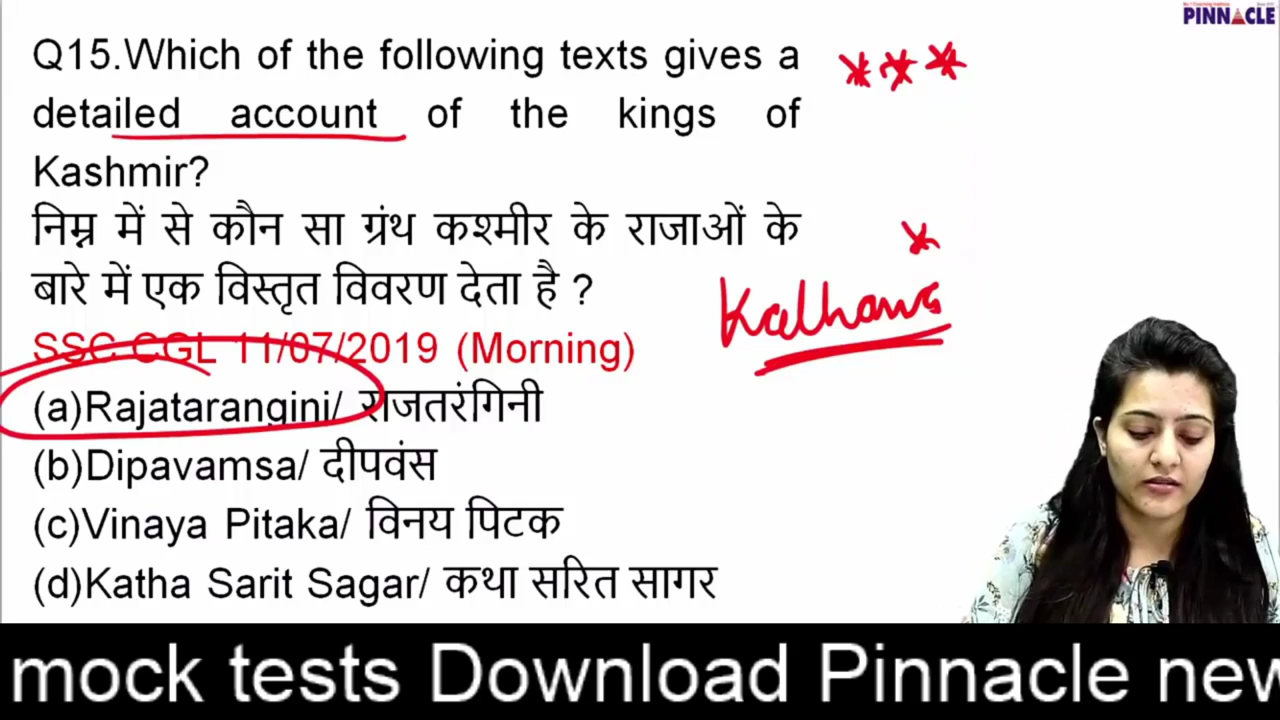 PINNACLE
Q15.Which of the following texts gives a
detailed account of the kings of
Kashmir?
निम्न में से कौन सा ग्रंथ कश्मीर के राजाओं के
बारे में एक विस्तृत विवरण देता है ?
Kalhana
SSC CGL 11/07/2019 (Morning)
(a)Rajatarangini/ राजतरंगिनी
(b)Dipavamsa/ दीपवंस
(c)Vinaya Pitaka/ विनय पिटक
(d)Katha Sarit Sagar/ कथा सरित सागर
mock tests Download Pinnacle new